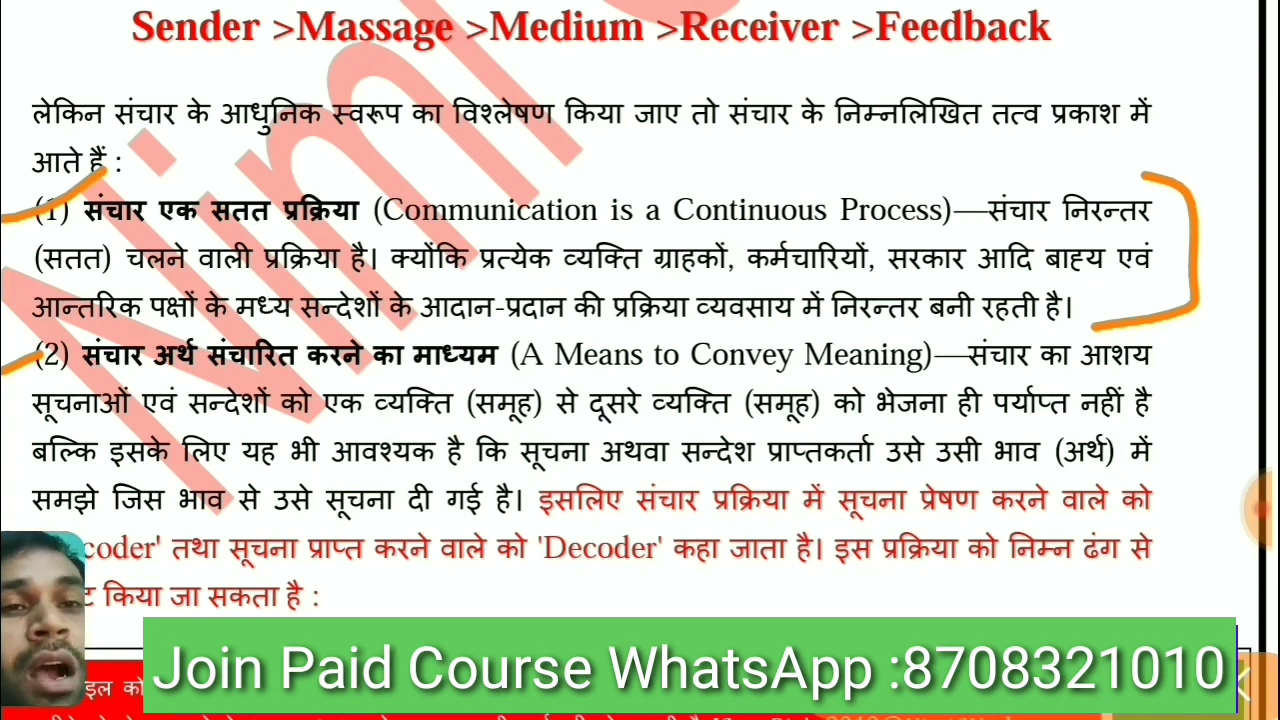 Sender >Massage >Medium >Receiver >Feedback
लेकिन संचार के आधुनिक स्वरूप का विश्लेषण किया जाए तो संचार के निम्नलिखित तत्व प्रकाश में
आते हैं :
(1) संचार एक सतत प्रक्रिया (Communication is a Continuous Process)—संचार निरन्तर
(सतत) चलने वाली प्रक्रिया है। क्योंकि प्रत्येक व्यक्ति ग्राहकों, कर्मचारियों, सरकार आदि बाह्य एवं
आन्तरिक पक्षों के मध्य सन्देशों के आदान-प्रदान की प्रक्रिया व्यवसाय में निरन्तर बनी रहती है।
(2) संचार अर्थ संचारित करने का माध्यम (A Means to Convey Meaning)—संचार का आशय
सूचनाओं एवं सन्देशों को एक व्यक्ति (समूह) से दूसरे व्यक्ति (समूह) को भेजना ही पर्याप्त नहीं है
बल्कि इसके लिए यह भी आवश्यक है कि सूचना अथवा सन्देश प्राप्तकर्ता उसे उसी भाव (अर्थ) में
समझे जिस भाव से उसे सूचना दी गई है। इसलिए संचार प्रक्रिया में सूचना प्रेषण करने वाले को
coder' तथा सूचना प्राप्त करने वाले को 'Decoder' कहा जाता है। इस प्रक्रिया को निम्न ढंग से
किया जा सकता है :
Join Paid Course WhatsApp :8708321010